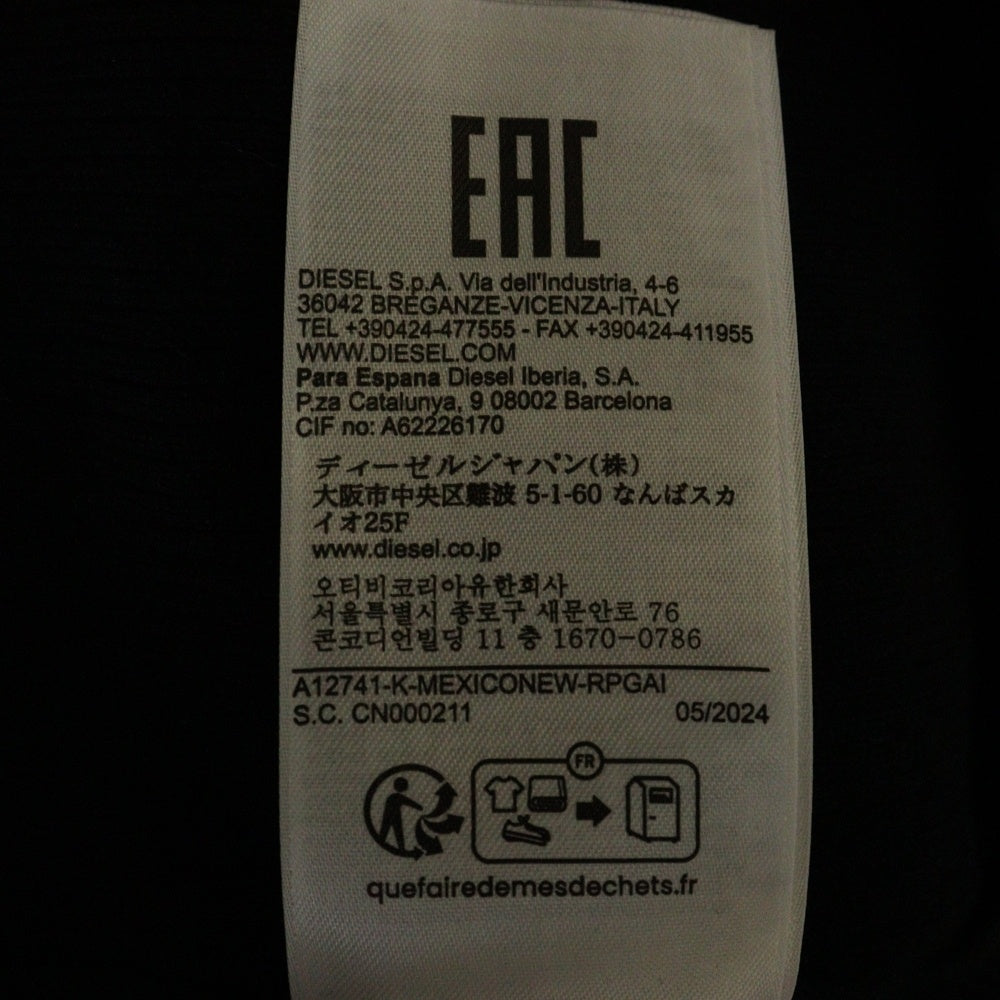 EAC
DIESEL S.p.A. Via dell'Industria, 4-6
36042 BREGANZE-VICENZA-ITALY
TEL +390424-477555 - FAX +390424-411955
WWW.DIESEL.COM
Para Espana Diesel Iberia, S.A.
P.za Catalunya, 9 08002 Barcelona
CIF no: A62226170
ディーゼルジャパン(株)
大阪市中央区難波 5-1-60 なんばスカ
イオ25F
www.diesel.co.jp
오티비코리아유한회사
서울특별시 종로구 새문안로 76
콘코디언빌딩 11 층 1670-0786
A12741-K-MEXICONEW-RPGAI
S.C. CN000211 05/2024
FR
quefairedemesdechets.fr